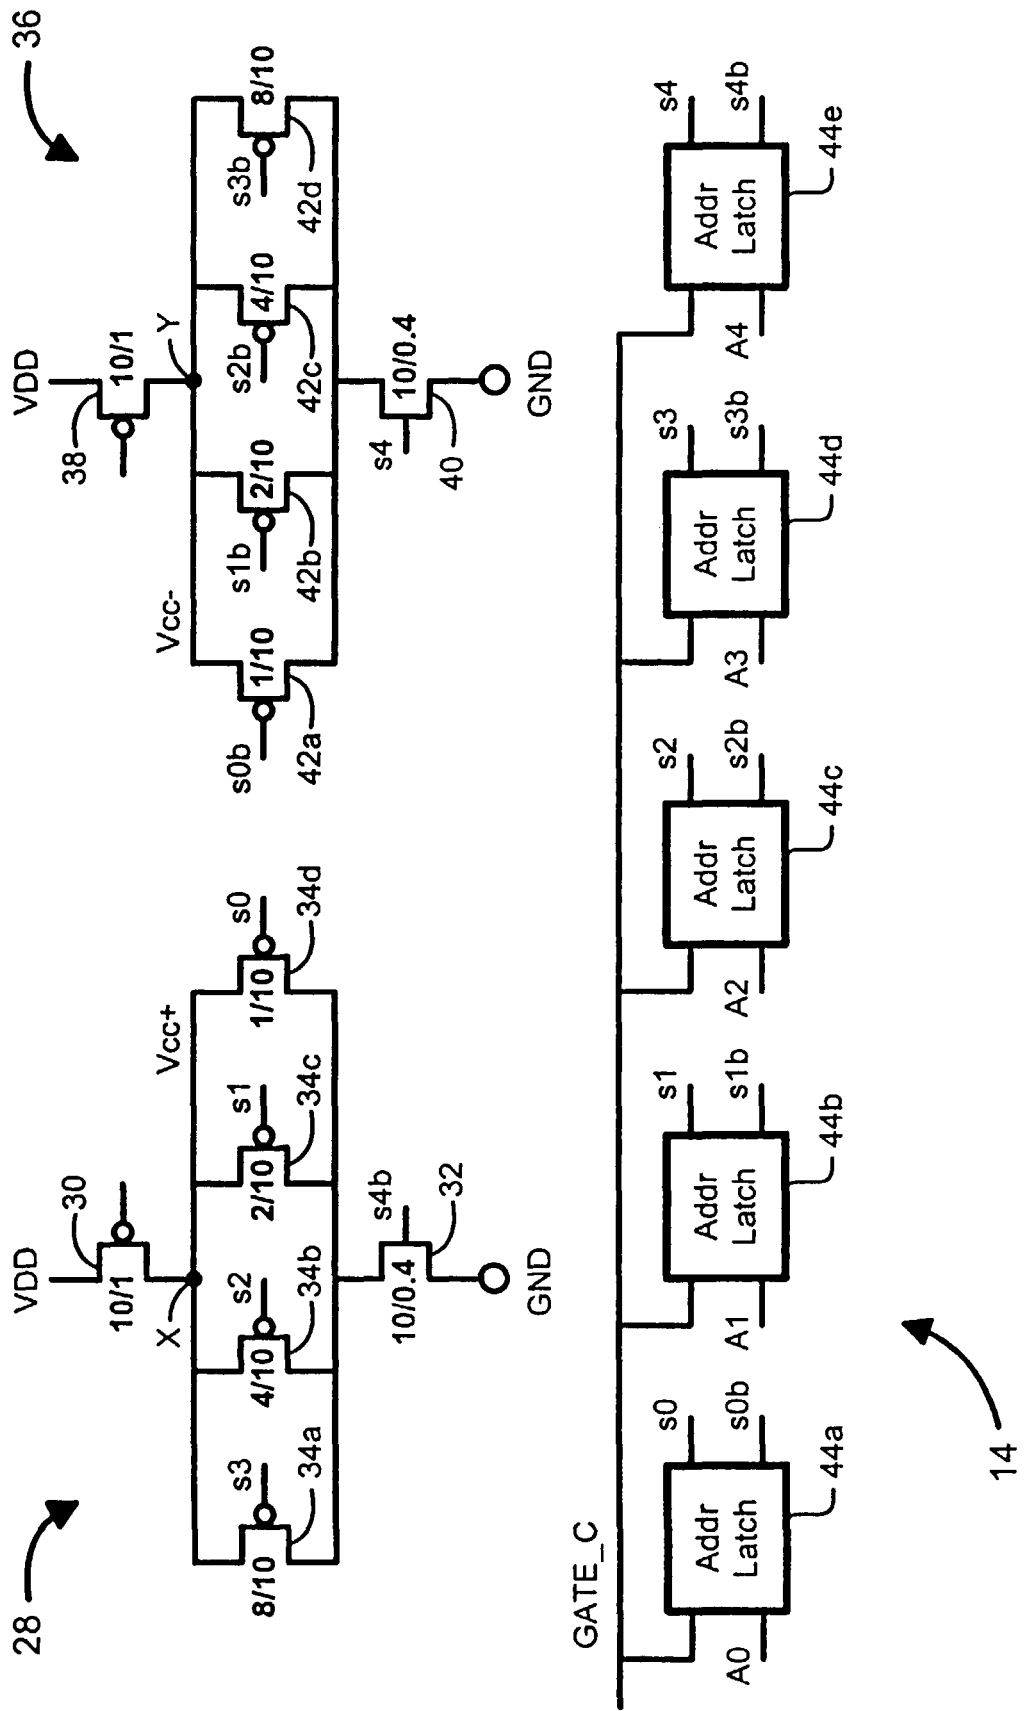 28
36
VDD
30
10/1
X
Vcc+
8/10
s3
34a
4/10
s2
34b
2/10
s1
34c
1/10
s0
34d
s4b
10/0.4
32
GND
VDD
38
10/1
Y
Vcc-
s0b
1/10
42a
s1b
2/10
42b
s2b
4/10
42c
s3b
8/10
42d
s4
10/0.4
40
GND
GATE_C
A0
Addr
Latch
s0
s0b
44a
A1
Addr
Latch
s1
s1b
44b
A2
Addr
Latch
s2
s2b
44c
A3
Addr
Latch
s3
s3b
44d
A4
Addr
Latch
s4
s4b
44e
14